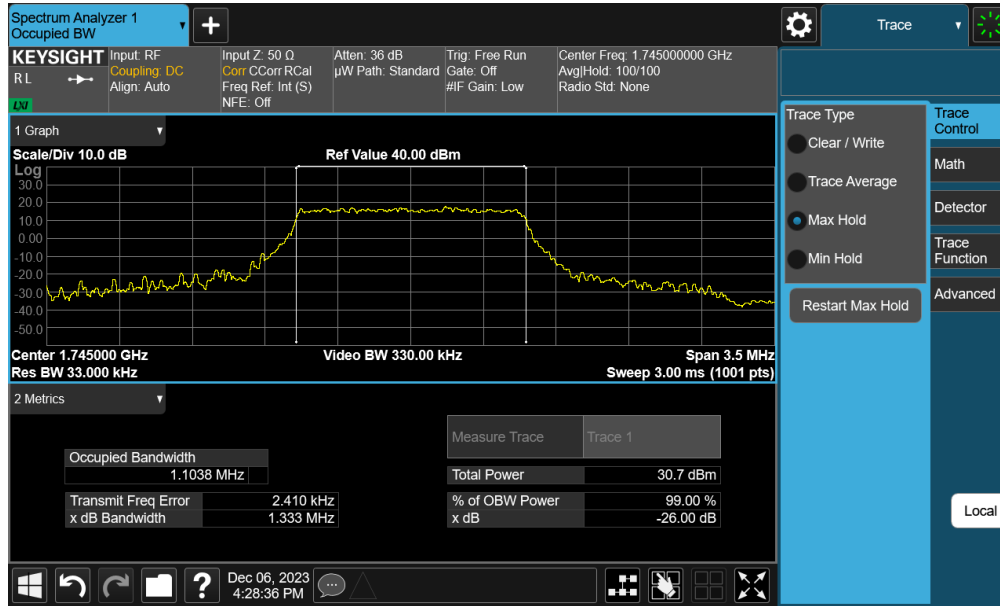 Spectrum Analyzer 1
Occupied BW
Trace
KEYSIGHT
R L
LXI
Input: RF
Coupling: DC
Align: Auto
Input Z: 50 Ω
Corr CCorr RCal
Freq Ref: Int (S)
NFE: Off
Atten: 36 dB
µW Path: Standard
Trig: Free Run
Gate: Off
#IF Gain: Low
Center Freq: 1.745000000 GHz
Avg|Hold: 100/100
Radio Std: None
1 Graph
Scale/Div 10.0 dB
Ref Value 40.00 dBm
Log
30.0
20.0
10.0
0.00
-10.0
-20.0
-30.0
-40.0
-50.0
Center 1.745000 GHz
Video BW 330.00 kHz
Span 3.5 MHz
Res BW 33.000 kHz
Sweep 3.00 ms (1001 pts)
2 Metrics
Measure Trace
Trace 1
Occupied Bandwidth
1.1038 MHz
Total Power
30.7 dBm
Transmit Freq Error
2.410 kHz
% of OBW Power
99.00 %
x dB Bandwidth
1.333 MHz
x dB
-26.00 dB
Trace Type
Clear / Write
Trace Average
Max Hold
Min Hold
Restart Max Hold
Trace
Control
Math
Detector
Trace
Function
Advanced
Local
?
Dec 06, 2023
4:28:36 PM